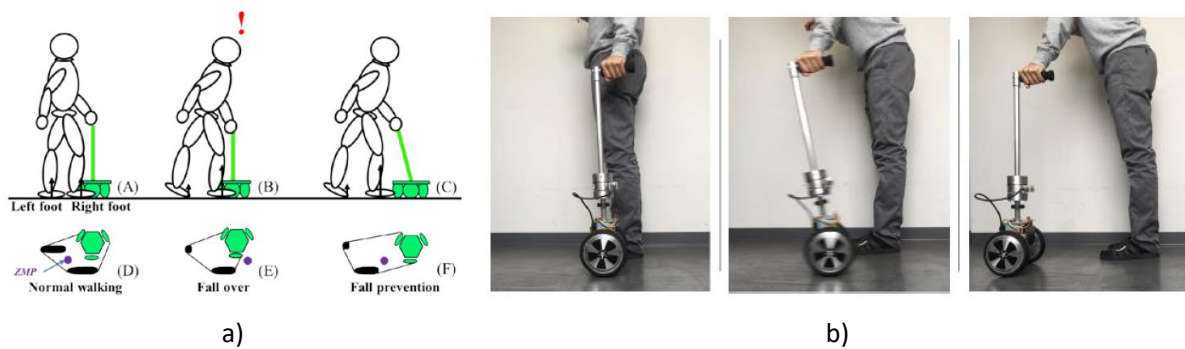 !
(A)
(B)
(C)
Left foot Right foot
ZMP
(D)
(E)
(F)
Normal walking
Fall over
Fall prevention
a)
b)